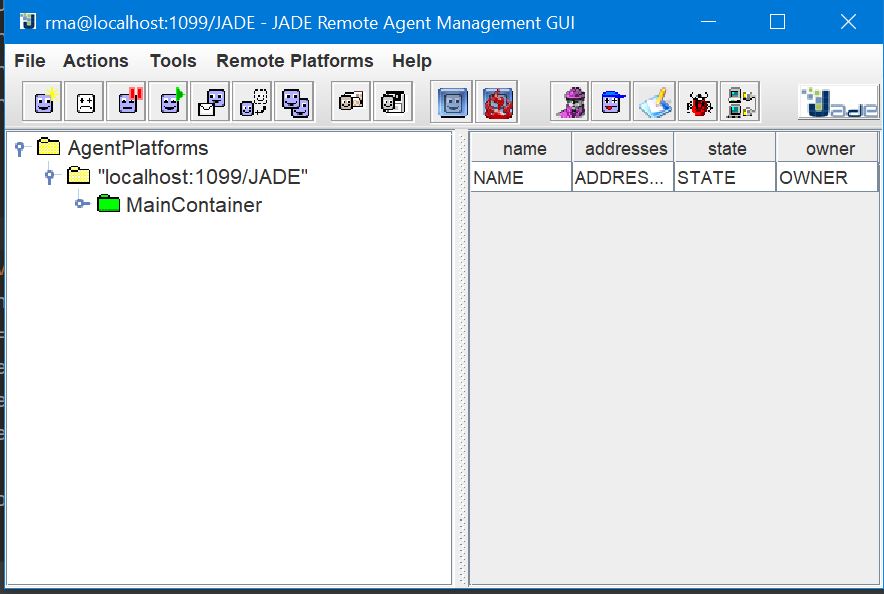 rma@localhost:1099/JADE - JADE Remote Agent Management GUI
File Actions Tools Remote Platforms Help
Jade
AgentPlatforms
"localhost:1099/JADE"
MainContainer
name addresses state owner
NAME ADDRES... STATE OWNER